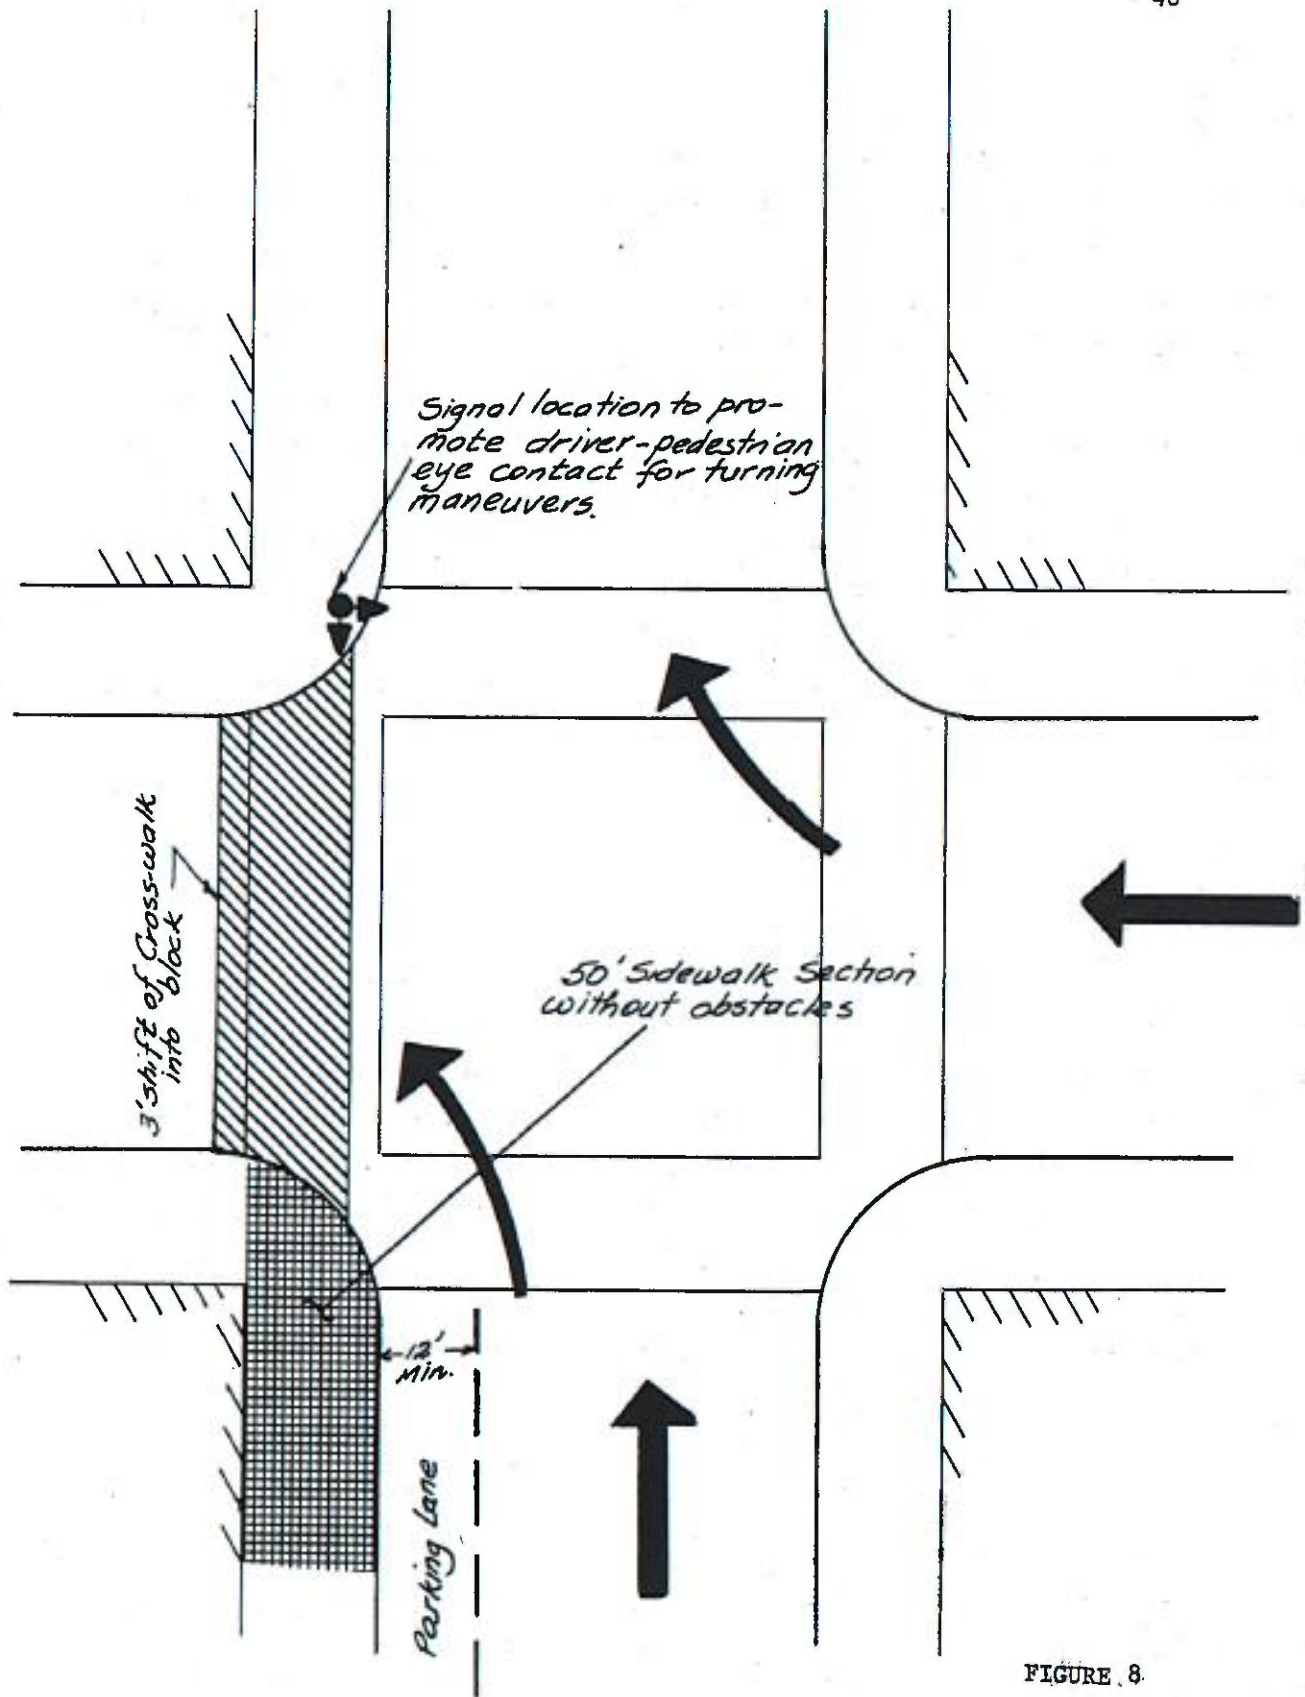 Signal location to pro-
mote driver-pedestrian
eye contact for turning
maneuvers.
3' shift of Cross-walk
into block
50' Sidewalk Section
without obstacles
12'
Min.
Parking Lane
FIGURE 8